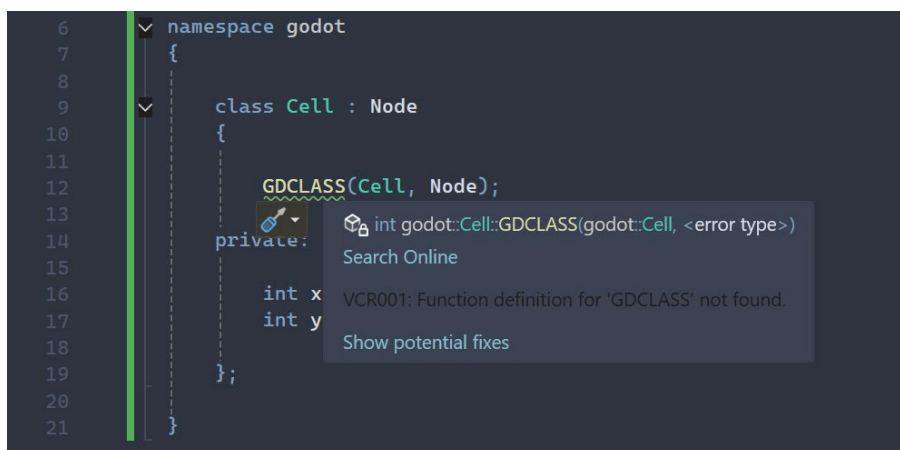 6 namespace godot
7 {
8
9 class Cell : Node
10 {
11
12 GDCLASS(Cell, Node);
13 int godot::Cell::GDCLASS(godot::Cell, <error type>)
14 private:
Search Online
15
16 int x
VCR001: Function definition for 'GDCLASS' not found.
17 int y
18
Show potential fixes
19 };
20
21 }